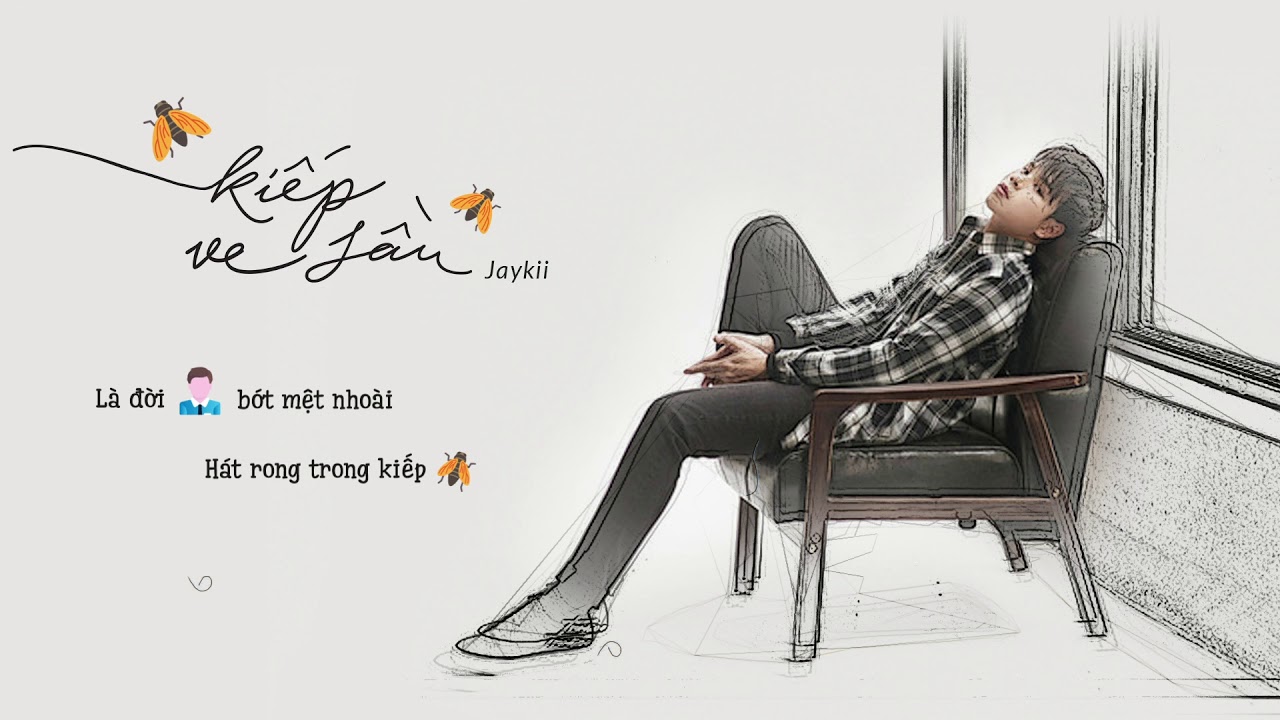 kiếp
ve sầu
Jaykii
Là đời bớt mệt nhoài
Hát rong trong kiếp